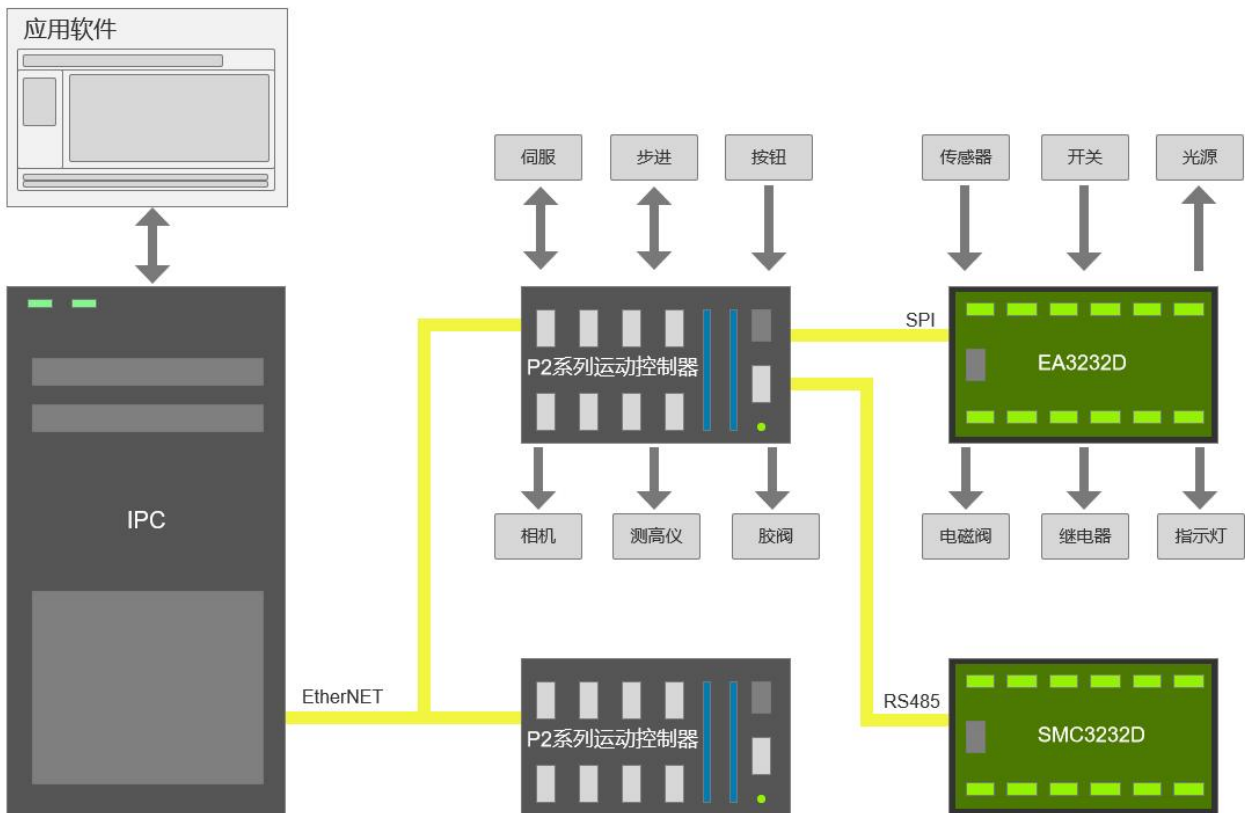 应用软件
伺服
步进
按钮
传感器
开关
光源
SPI
P2系列运动控制器
EA3232D
IPC
相机
测高仪
胶阀
电磁阀
继电器
指示灯
EtherNET
RS485
P2系列运动控制器
SMC3232D